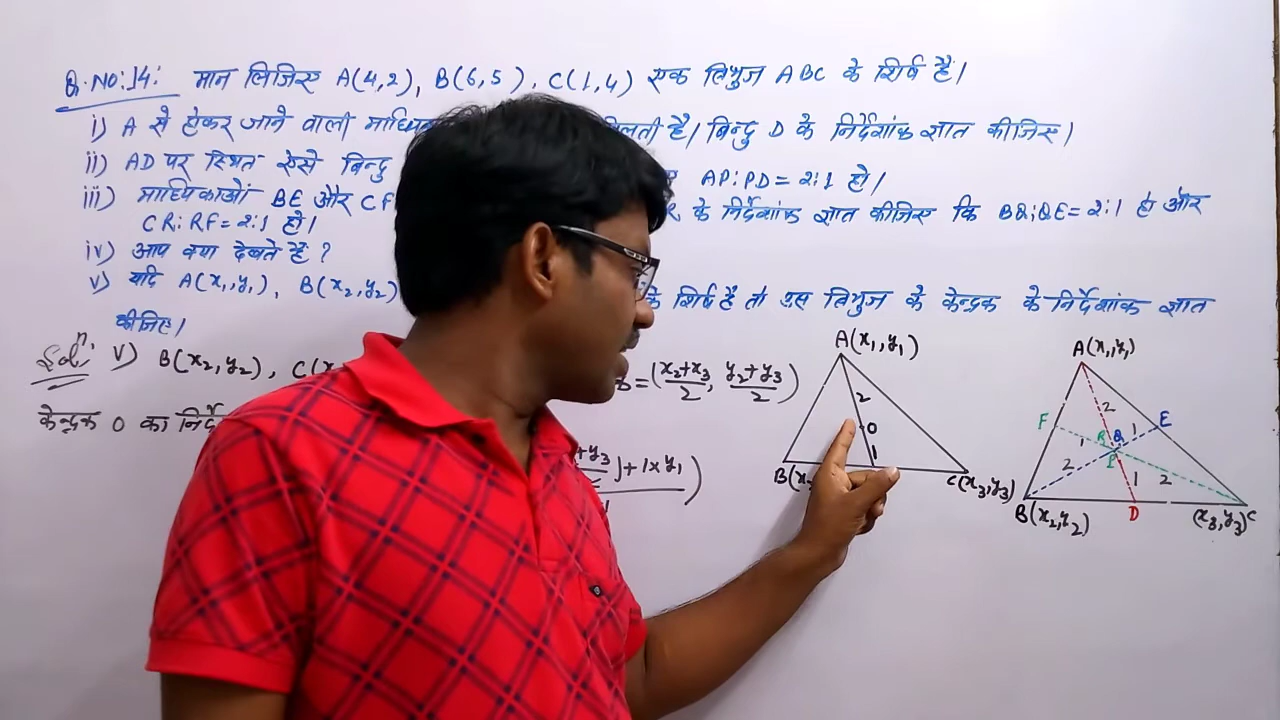 Q.No:14: मान लिजिए A(4,2), B(6,5), C(1,4) एक त्रिभुज ABC के शिर्ष हैं।
i) A से होकर जाने वाली है। बिन्दु D के निर्देशांक ज्ञात कीजिए।
ii) AD पर स्थित ऐसे बिन्दु AP:PD=2:1 हो।
iii) माध्यिकाओं BE और CF R के निर्देशांक ज्ञात कीजिए कि BQ:QE=2:1 हो और
CR:RF=2:1 हो।
iv) आप क्या देखते हैं?
v) यदि A(x₁,y₁), B(x₂,y₂) के शिर्ष है तो इस त्रिभुज के केन्द्रक के निर्देशांक ज्ञात
कीजिए।
Solⁿ. v) B(x₂,y₂), =(x₂+x₃/2, y₂+y₃/2)
केन्द्रक O का
y₃)+1×y₁)
A(x₁,y₁)
2
O
1
B(x
C(x₃,y₃)
A(x₁,y₁)
2
F
E
R
Q
1
1
P
2
1
2
B(x₂,y₂)
D
(x₃,y₃)C